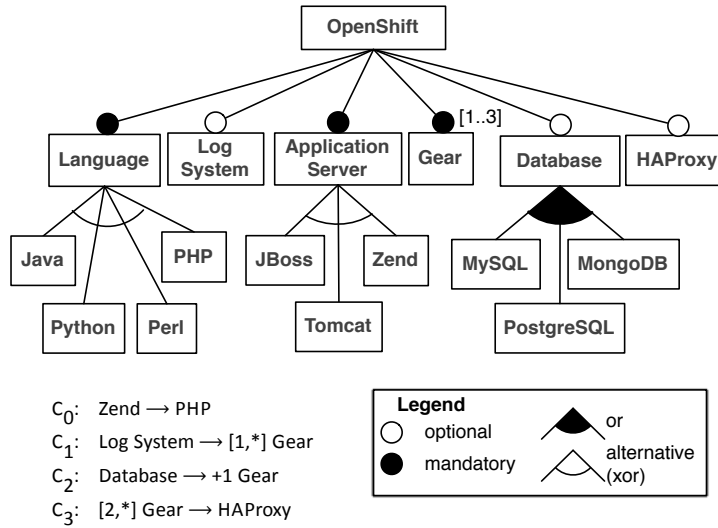 OpenShift
[1..3]
Language
Log
System
Application
Server
Gear
Database
HAProxy
Java
PHP
JBoss
Zend
MySQL
MongoDB
Python
Perl
Tomcat
PostgreSQL
C0: Zend → PHP
C1: Log System → [1,*] Gear
C2: Database → +1 Gear
C3: [2,*] Gear → HAProxy
Legend
optional
or
mandatory
alternative
(xor)